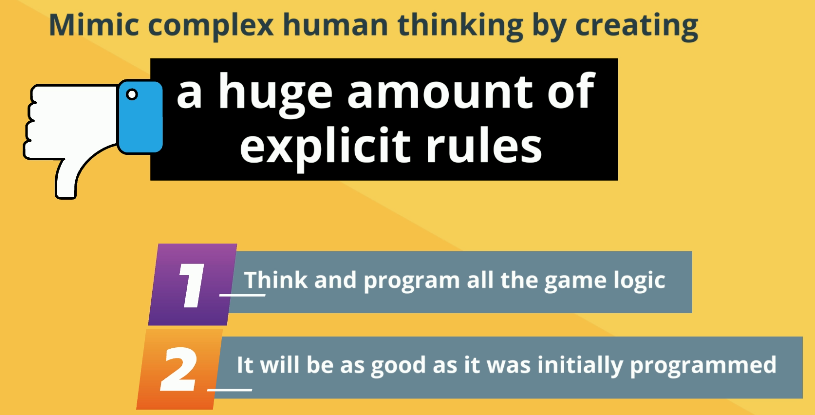 Mimic complex human thinking by creating
a huge amount of
explicit rules
1
Think and program all the game logic
2
It will be as good as it was initially programmed